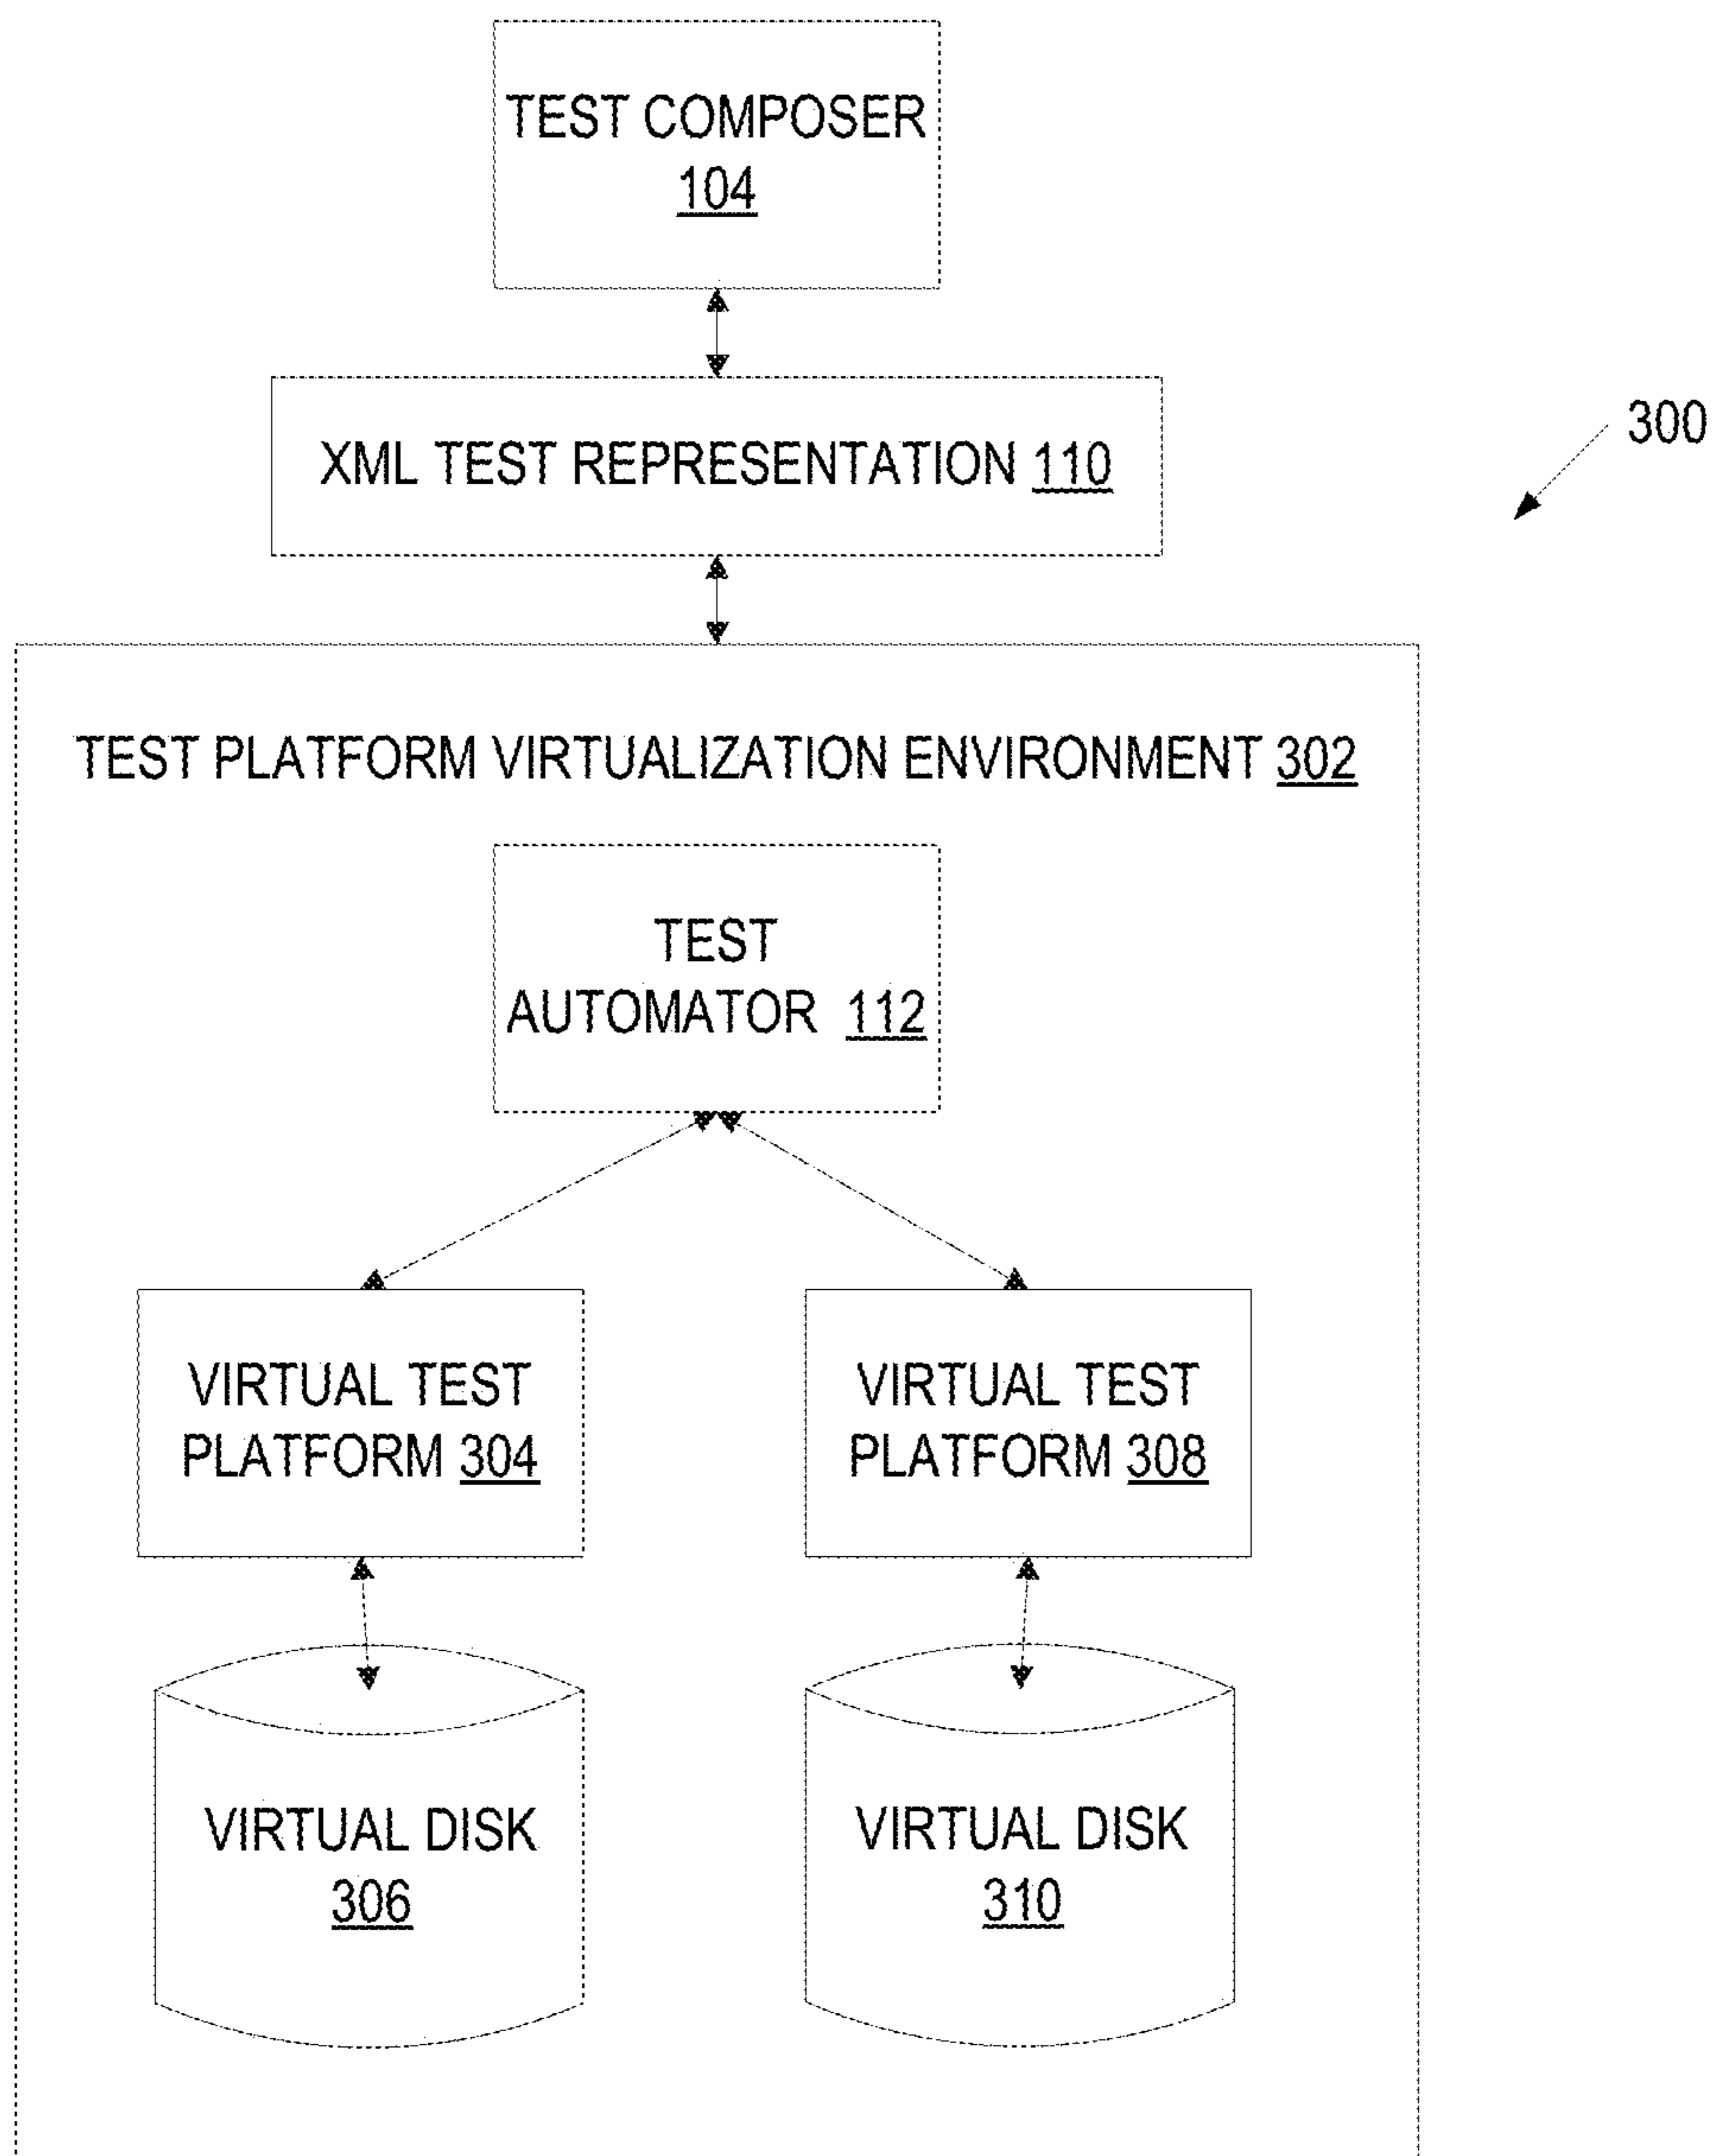 TEST COMPOSER
104
XML TEST REPRESENTATION 110
300
TEST PLATFORM VIRTUALIZATION ENVIRONMENT 302
TEST
AUTOMATOR 112
VIRTUAL TEST
PLATFORM 304
VIRTUAL TEST
PLATFORM 308
VIRTUAL DISK
306
VIRTUAL DISK
310